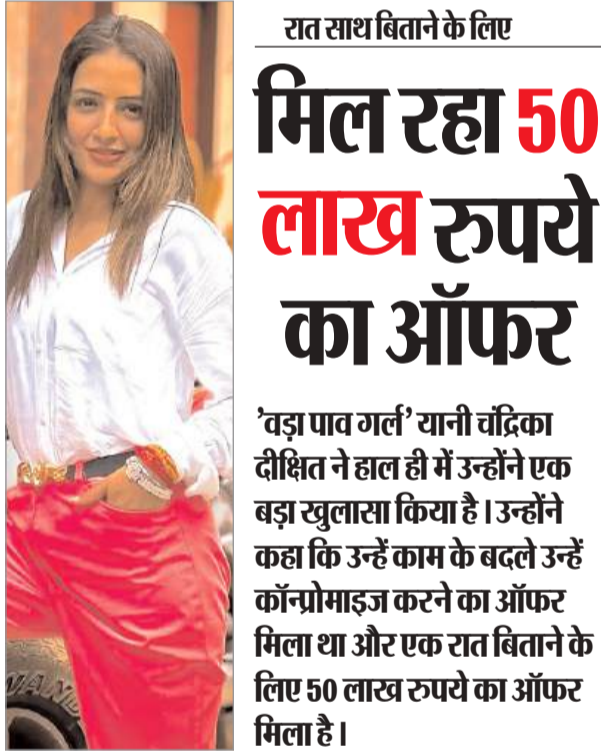 रात साथ बिताने के लिए
मिल रहा 50
लाख रुपये
का ऑफर
'वड़ा पाव गर्ल' यानी चंद्रिका
दीक्षित ने हाल ही में उन्होंने एक
बड़ा खुलासा किया है। उन्होंने
कहा कि उन्हें काम के बदले उन्हें
कॉम्प्रोमाइज करने का ऑफर
मिला था और एक रात बिताने के
लिए 50 लाख रुपये का ऑफर
मिला है।